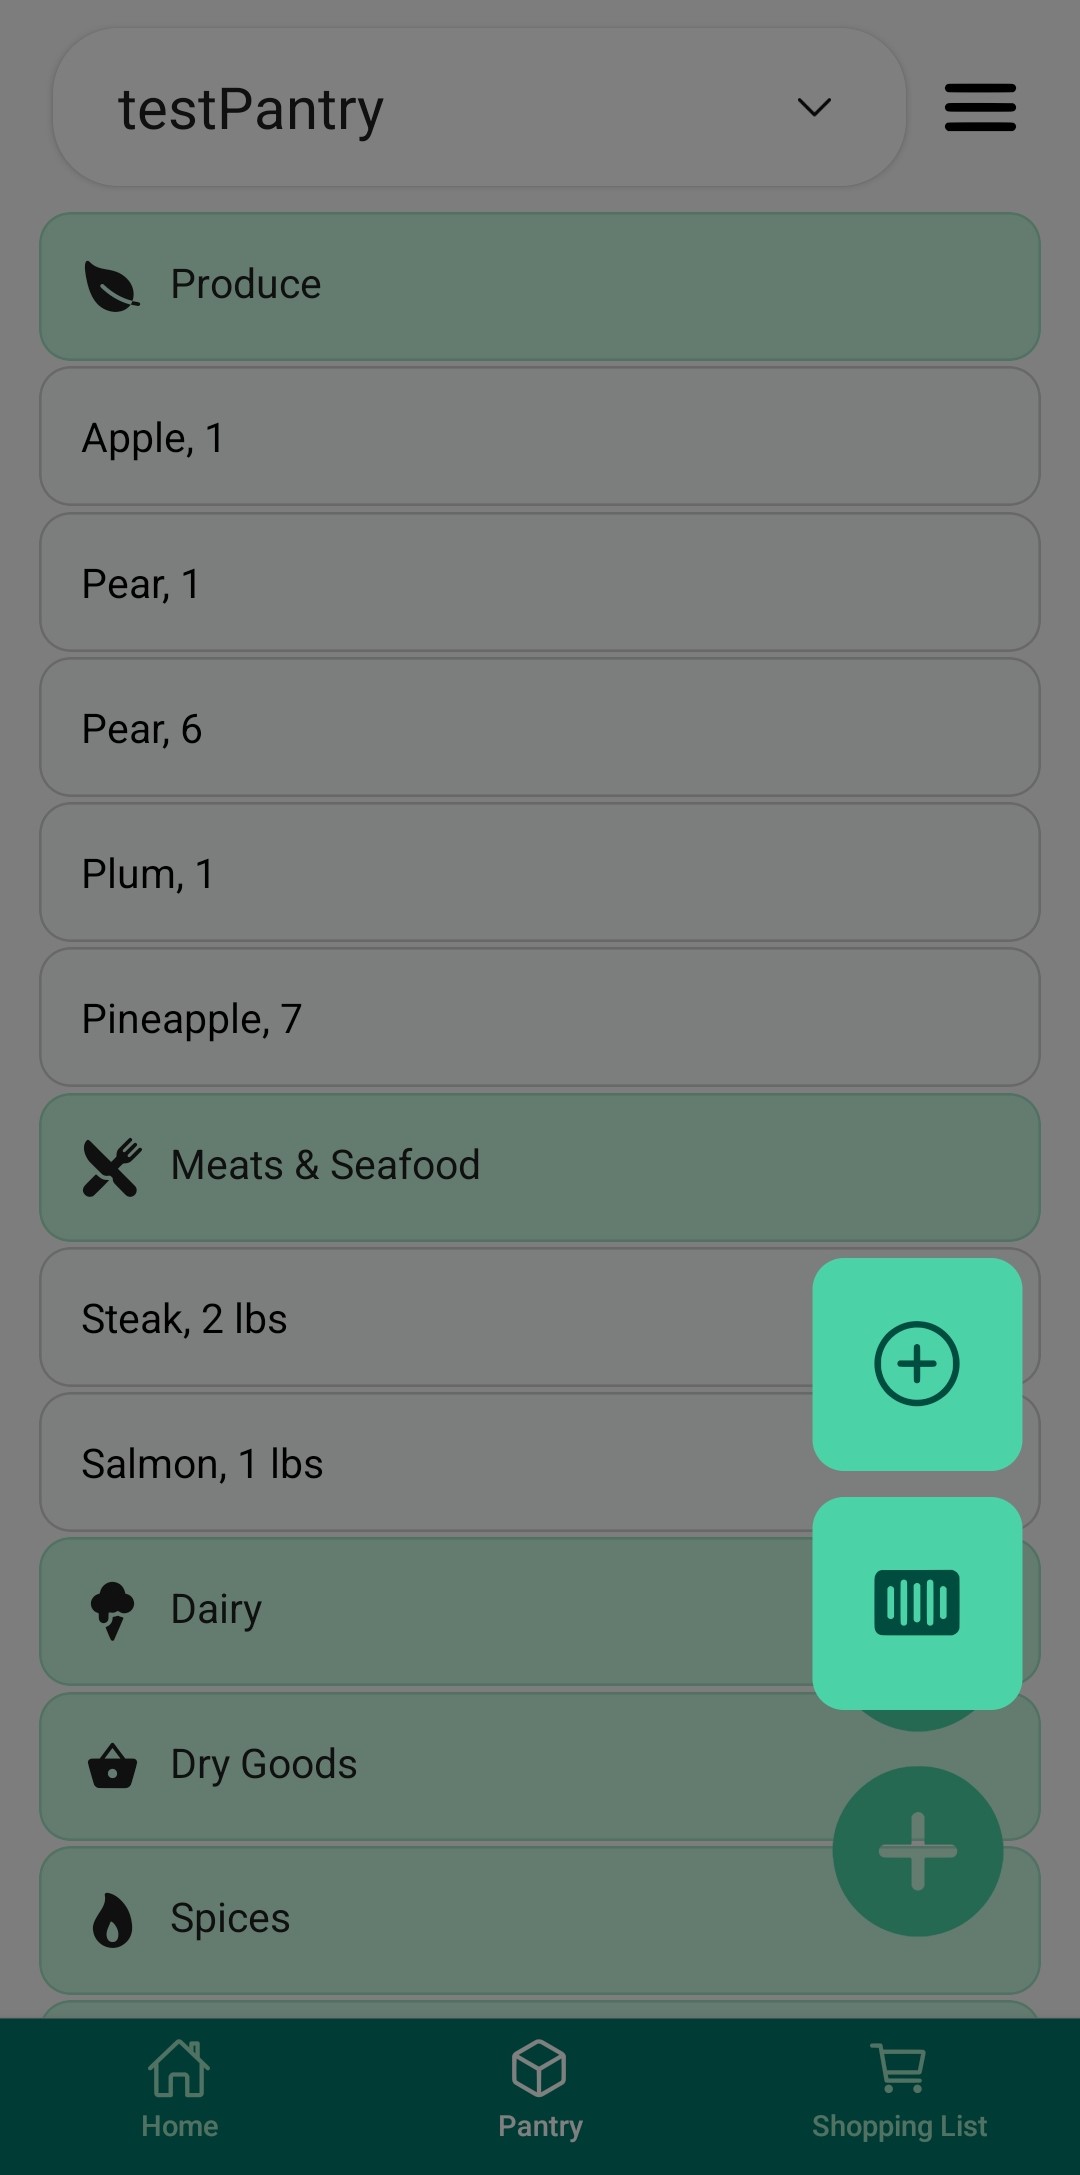 testPantry
Produce
Apple, 1
Pear, 1
Pear, 6
Plum, 1
Pineapple, 7
Meats & Seafood
Steak, 2 lbs
Salmon, 1 lbs
Dairy
Dry Goods
Spices
Home
Pantry
Shopping List